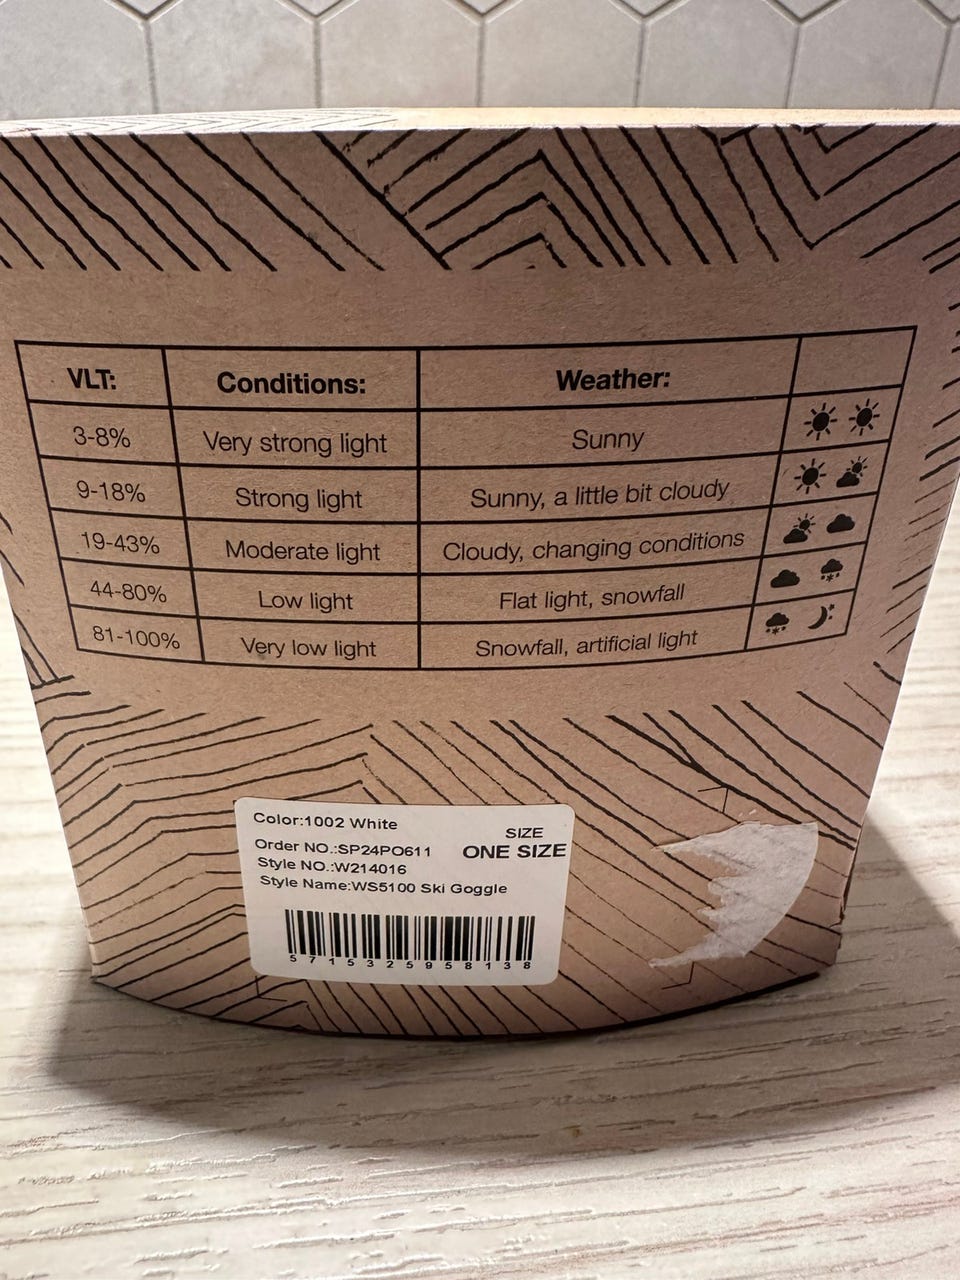 VLT: Conditions: Weather:
3-8% Very strong light Sunny
9-18% Strong light Sunny, a little bit cloudy
19-43% Moderate light Cloudy, changing conditions
44-80% Low light Flat light, snowfall
81-100% Very low light Snowfall, artificial light
Color:1002 White
SIZE
Order NO.:SP24PO611
ONE SIZE
Style NO.:W214016
Style Name:WS5100 Ski Goggle
5715325958138